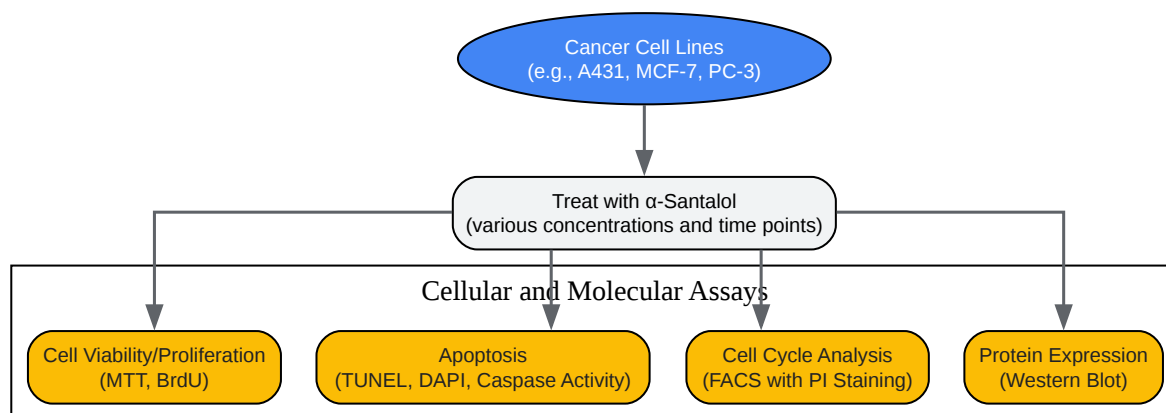 Cancer Cell Lines
(e.g., A431, MCF-7, PC-3)
Treat with α-Santalol
(various concentrations and time points)
Cellular and Molecular Assays
Cell Viability/Proliferation
(MTT, BrdU)
Apoptosis
(TUNEL, DAPI, Caspase Activity)
Cell Cycle Analysis
(FACS with PI Staining)
Protein Expression
(Western Blot)